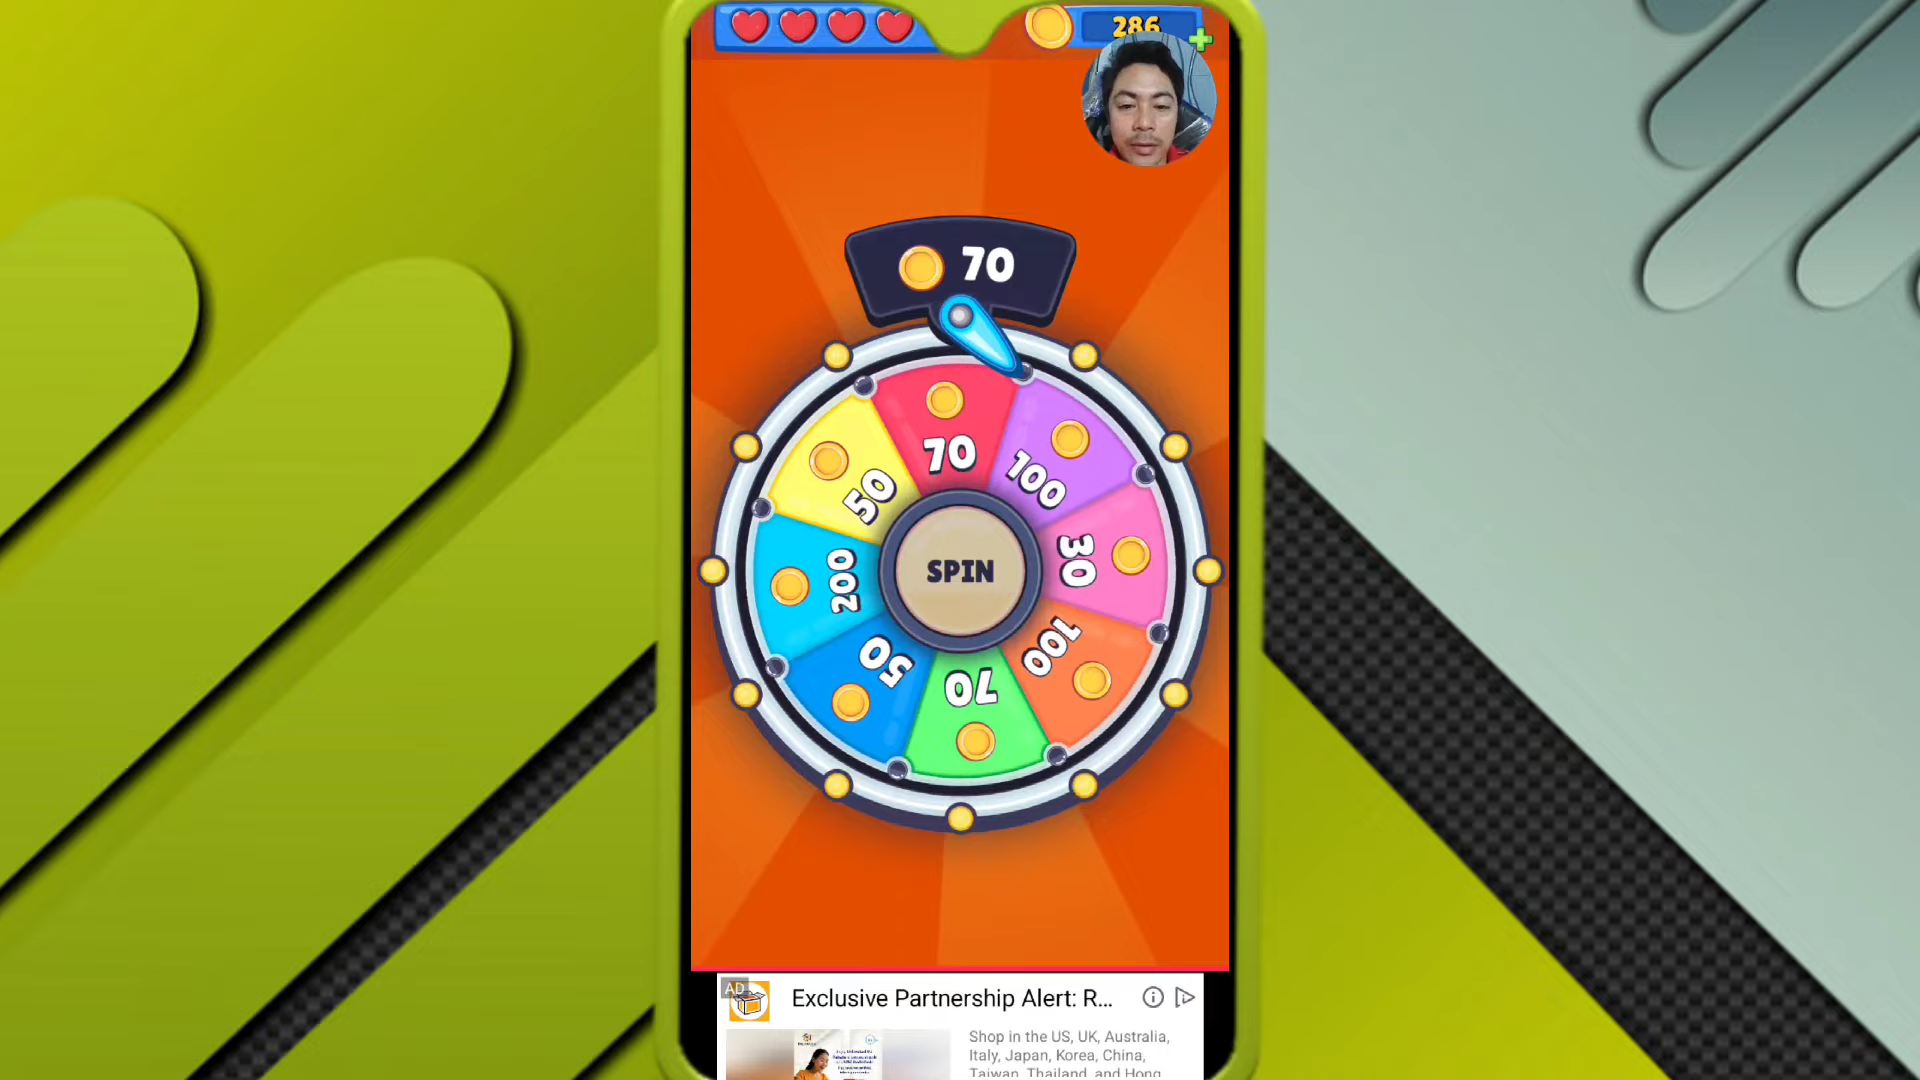 286
70
70
100
50
30
200
SPIN
100
50
70
AD
Exclusive Partnership Alert: R...
Shop in the US, UK, Australia,
Italy, Japan, Korea, China,
Taiwan, Thailand, and Hong